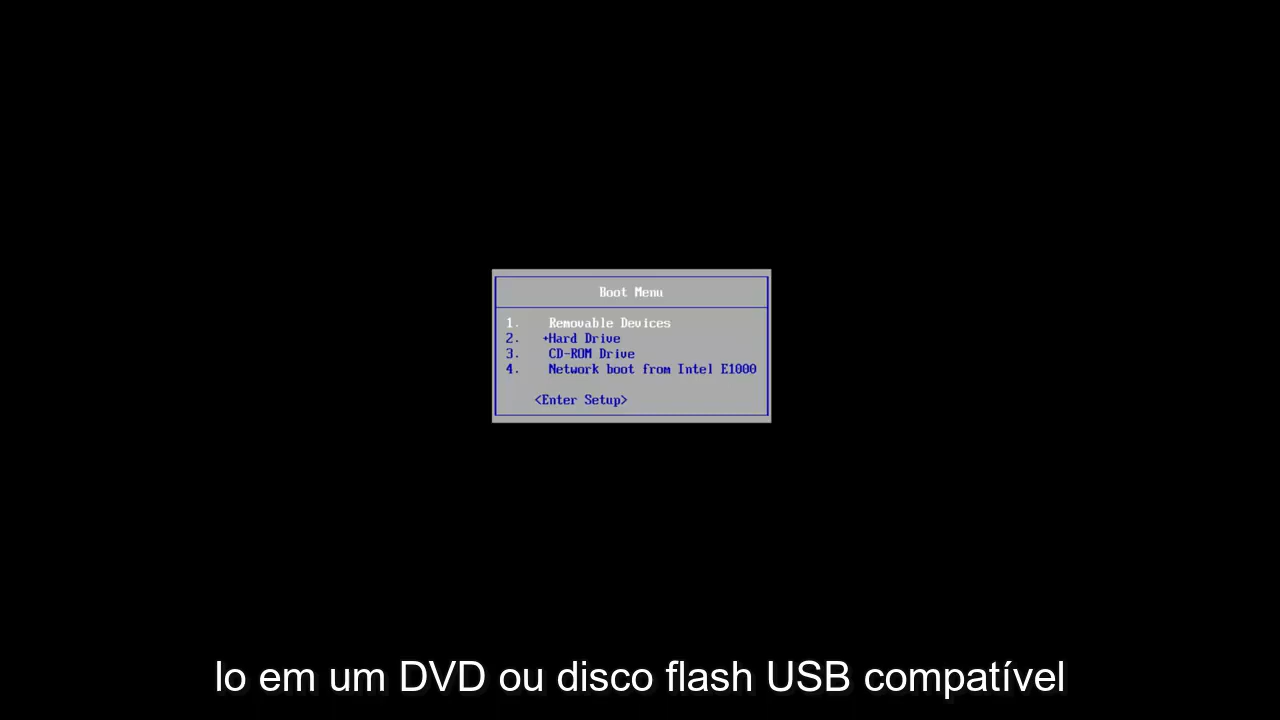 Boot Menu
1. Removable Devices
2. +Hard Drive
3. CD-ROM Drive
4. Network boot from Intel E1000
<Enter Setup>
lo em um DVD ou disco flash USB compatível